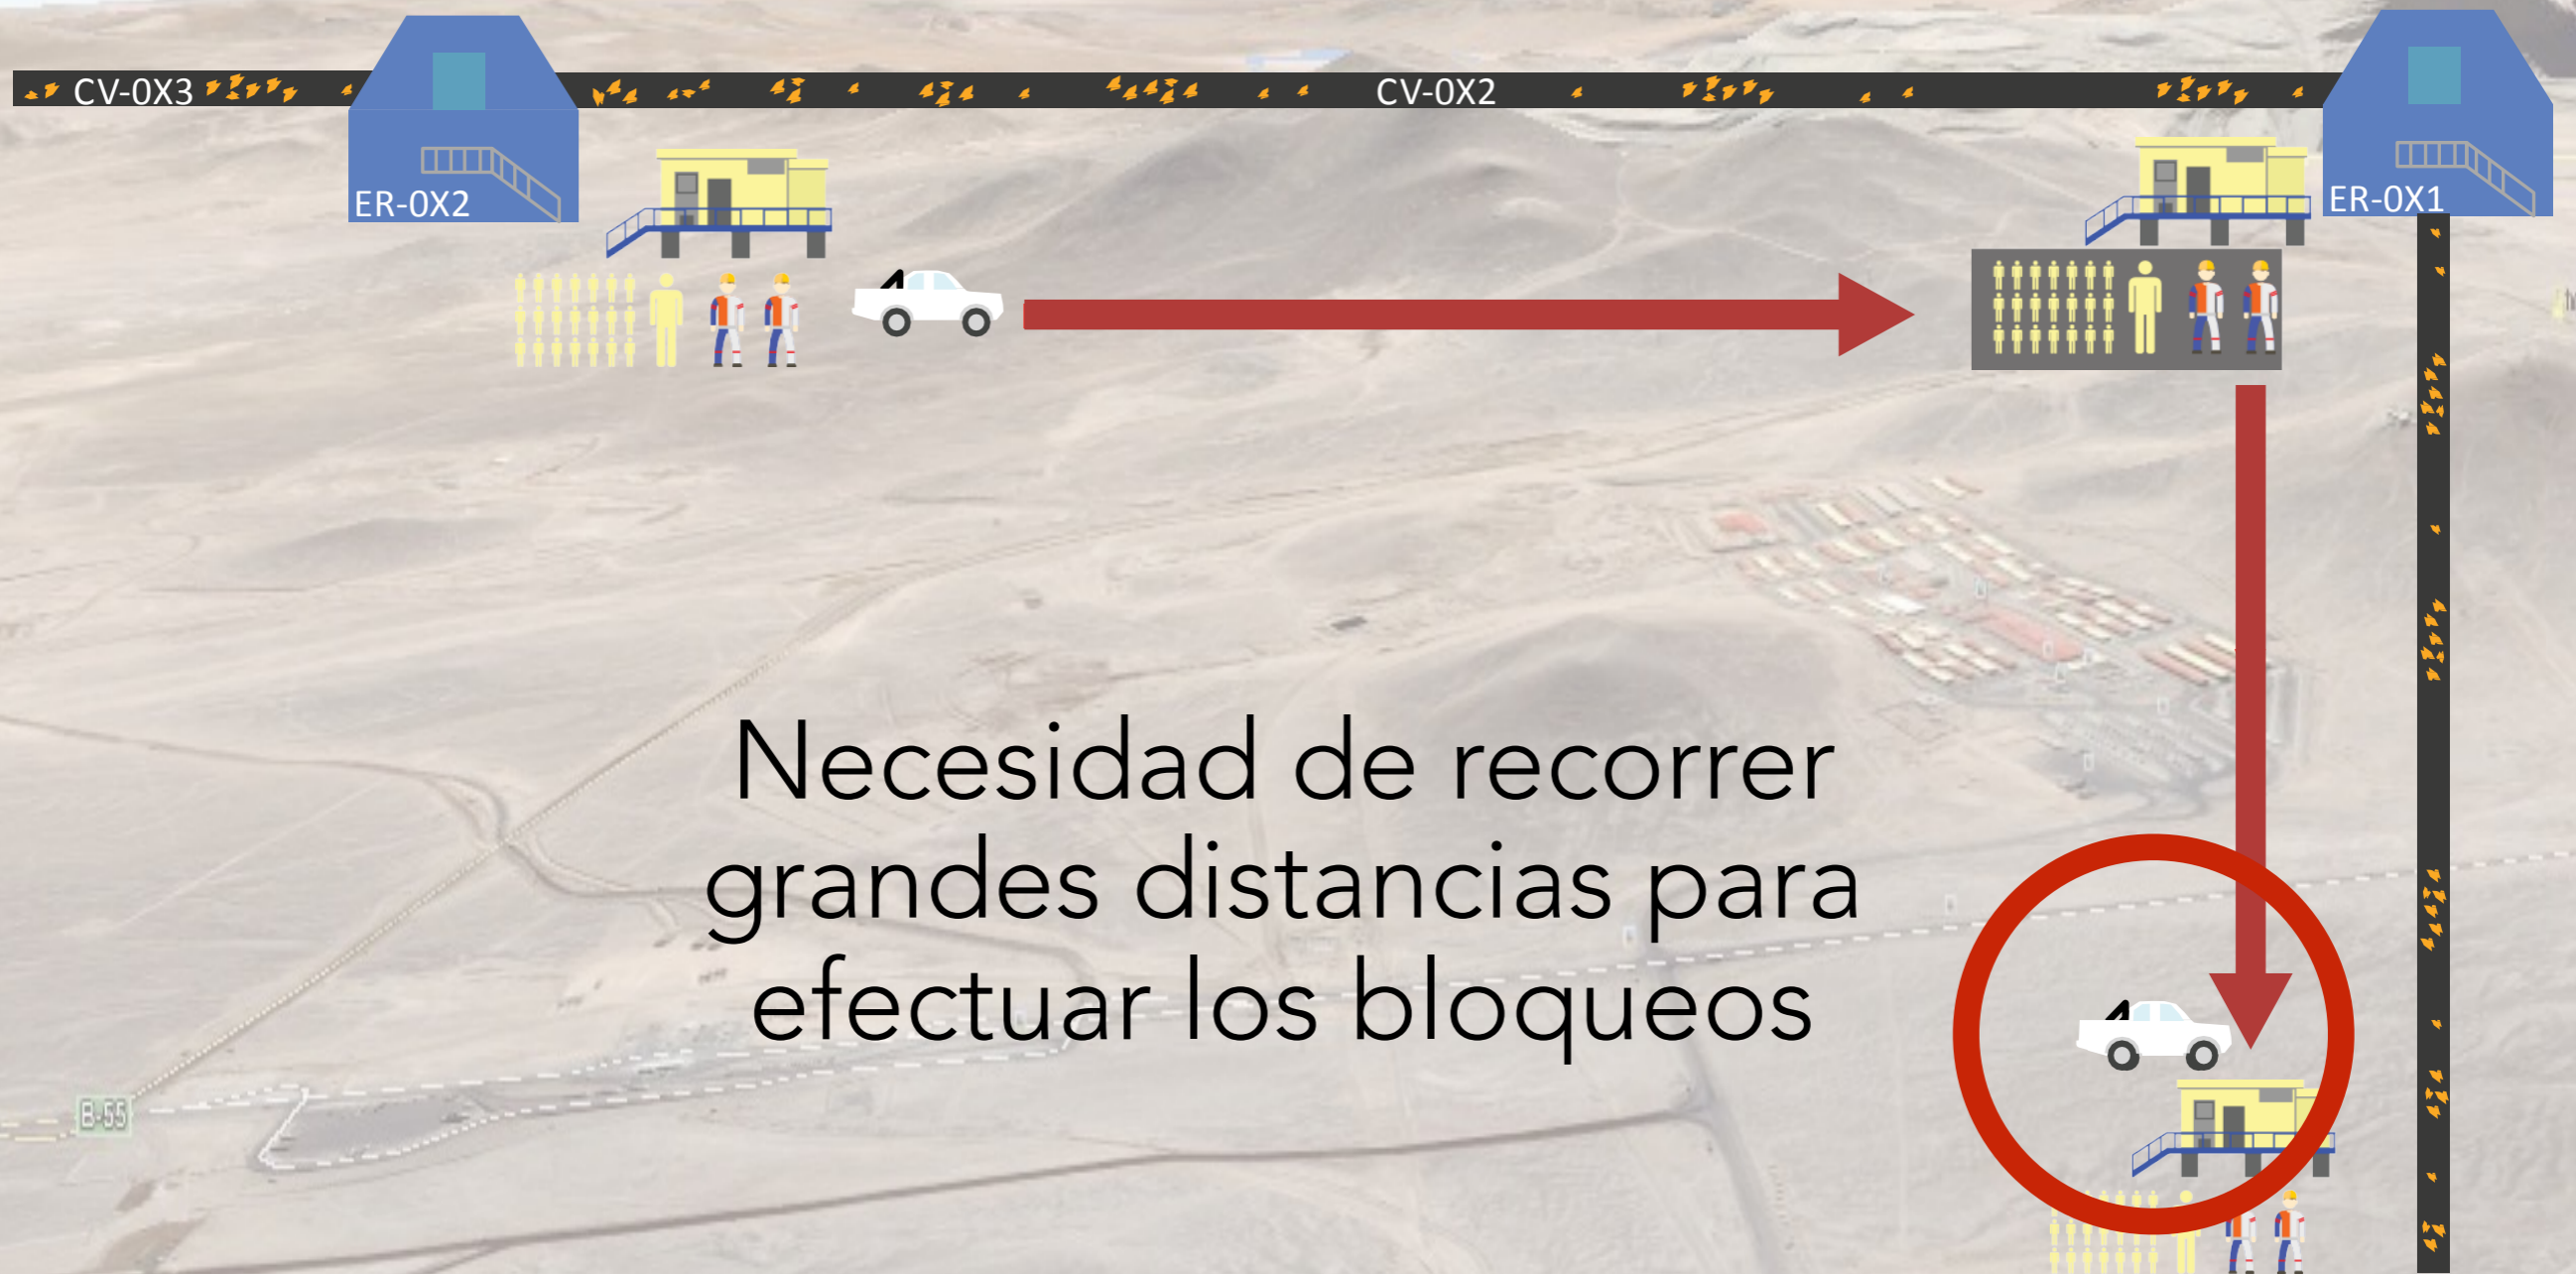 CV-0X3
CV-0X2
ER-0X2
ER-0X1
Necesidad de recorrer
grandes distancias para
efectuar los bloqueos
B-55